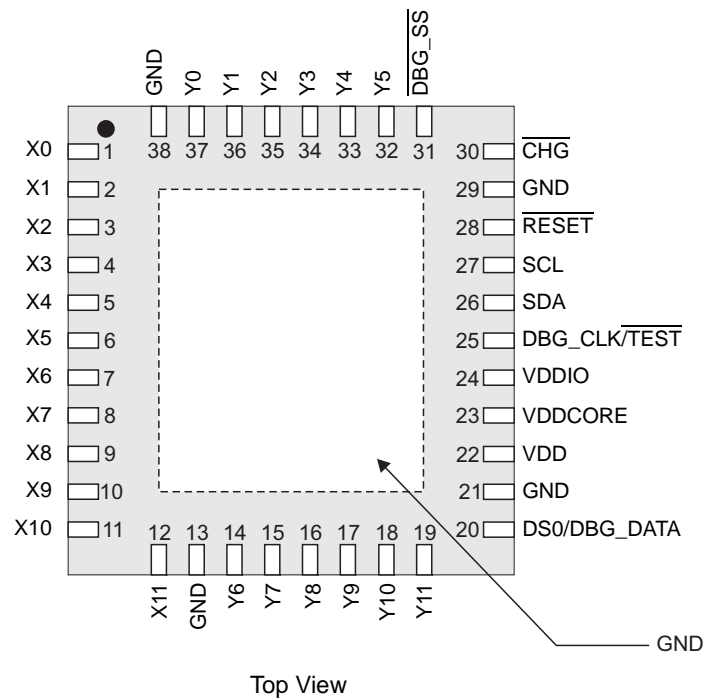 GND Y0 Y1 Y2 Y3 Y4 Y5 DBG_SS
38 37 36 35 34 33 32 31
X0 1 30 CHG
X1 2 29 GND
X2 3 28 RESET
X3 4 27 SCL
X4 5 26 SDA
X5 6 25 DBG_CLK/TEST
X6 7 24 VDDIO
X7 8 23 VDDCORE
X8 9 22 VDD
X9 10 21 GND
X10 11 20 DS0/DBG_DATA
12 13 14 15 16 17 18 19
X11 GND Y6 Y7 Y8 Y9 Y10 Y11
GND
Top View